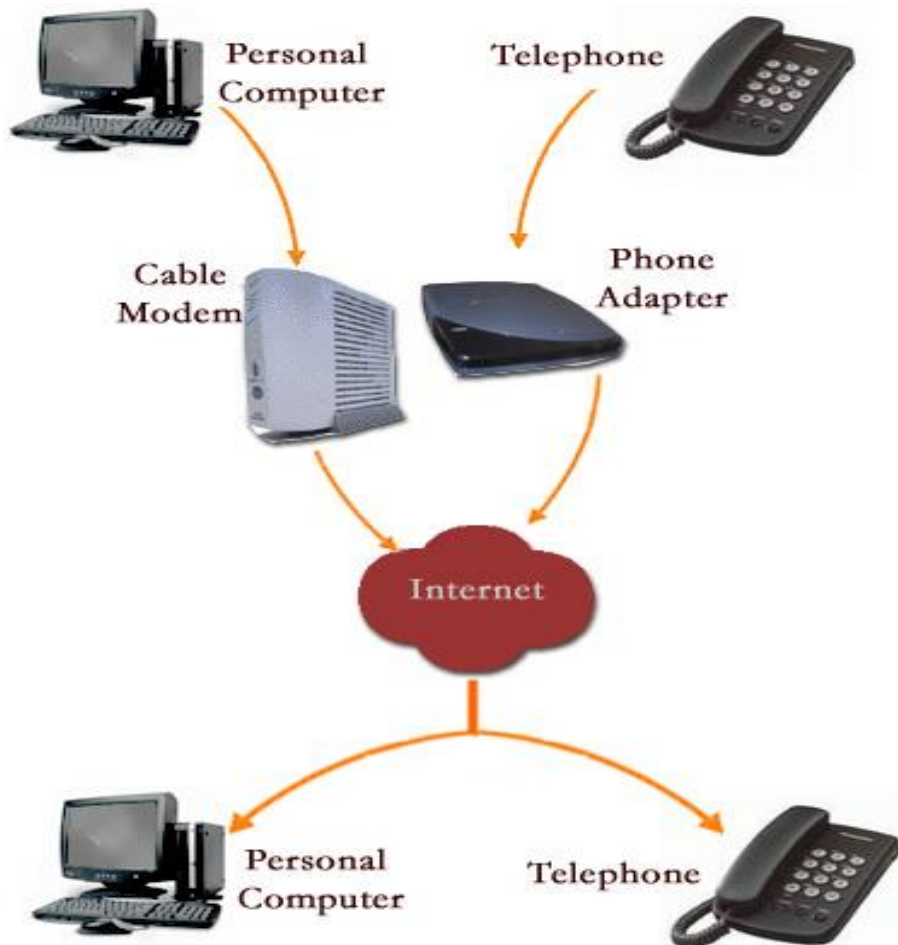 Personal
Computer
Telephone
Cable
Modem
Phone
Adapter
Internet
Personal
Computer
Telephone